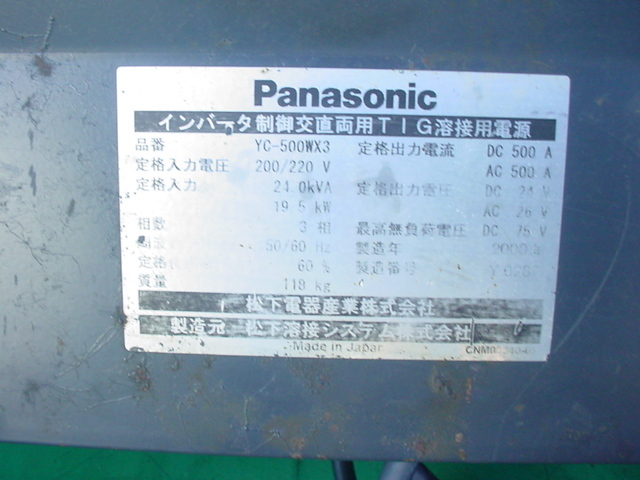 Panasonic
インバータ制御交直両用TIG溶接用電源
品番 YC-500WX3 定格出力電流 DC 500 A
定格入力電圧 200/220 V AC 500 A
定格入力 21.0kVA 定格出力電圧 DC 24 V
19.5 kW AC 26 V
相数 3 相 最高無負荷電圧 DC 75 V
50/60 Hz 製造年
定格 60 % 製造番号
質量 118 kg
松下電器産業株式会社
製造元 松下溶接システム株式会社
Made in Japan